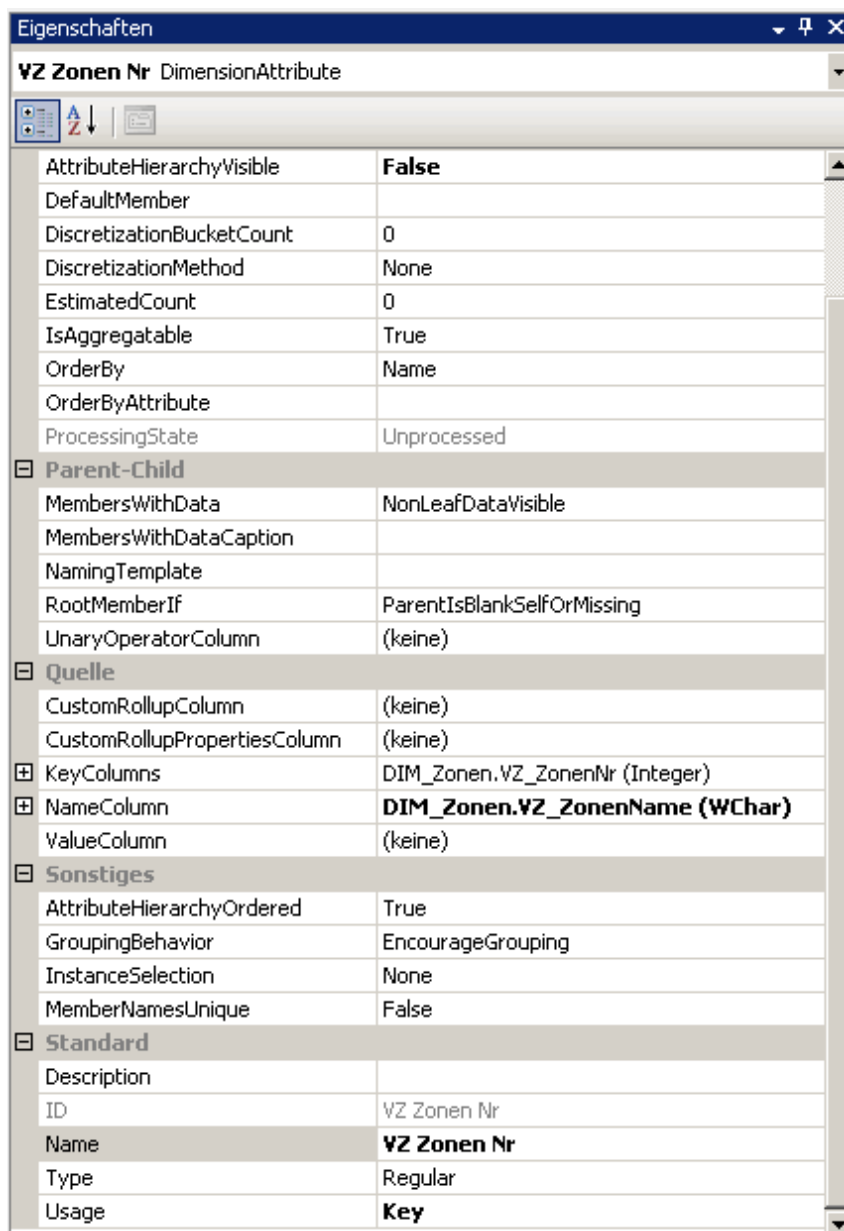 Eigenschaften
VZ Zonen Nr DimensionAttribute
AttributeHierarchyVisible False
DefaultMember
DiscretizationBucketCount 0
DiscretizationMethod None
EstimatedCount 0
IsAggregatable True
OrderBy Name
OrderByAttribute
ProcessingState Unprocessed
Parent-Child
MembersWithData NonLeafDataVisible
MembersWithDataCaption
NamingTemplate
RootMemberIf ParentIsBlankSelfOrMissing
UnaryOperatorColumn (keine)
Quelle
CustomRollupColumn (keine)
CustomRollupPropertiesColumn (keine)
KeyColumns DIM_Zonen.VZ_ZonenNr (Integer)
NameColumn DIM_Zonen.VZ_ZonenName (WChar)
ValueColumn (keine)
Sonstiges
AttributeHierarchyOrdered True
GroupingBehavior EncourageGrouping
InstanceSelection None
MemberNamesUnique False
Standard
Description
ID VZ Zonen Nr
Name VZ Zonen Nr
Type Regular
Usage Key